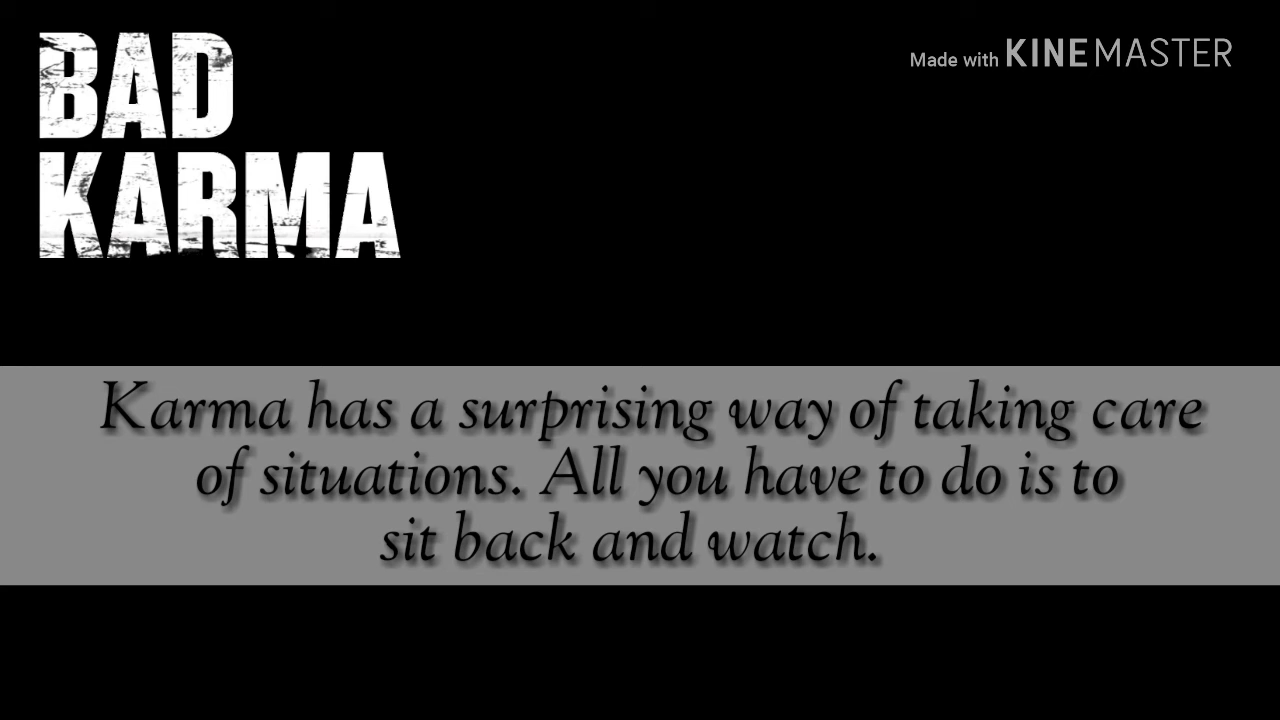 BAD
KARMA
Made with KINEMASTER
Karma has a surprising way of taking care
of situations. All you have to do is to
sit back and watch.